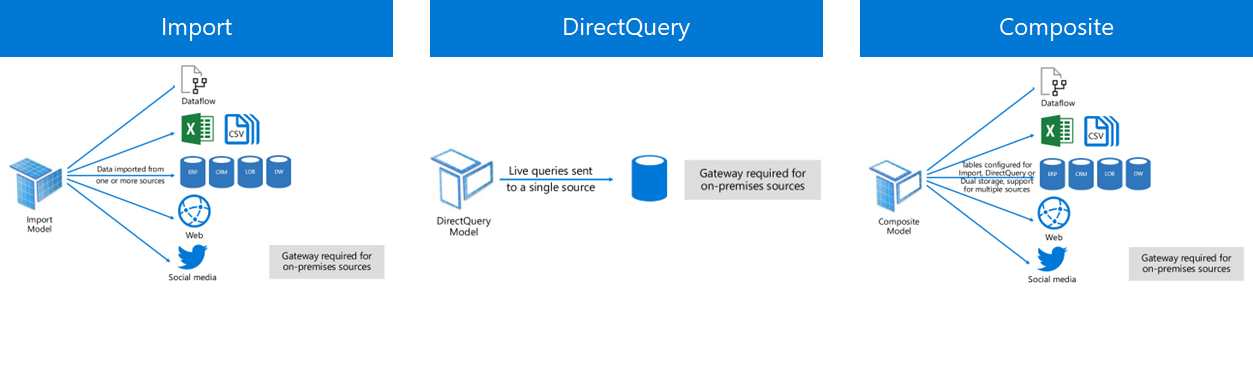 Import
Dataflow
X
CSV
Data imported from
one or more sources
ERP
CRM
LOB
DW
Import
Model
Web
Social media
Gateway required for
on-premises sources
DirectQuery
Live queries sent
to a single source
DirectQuery
Model
Gateway required for
on-premises sources
Composite
Dataflow
X
CSV
Tables configured for
Import, DirectQuery or
Dual storage, support
for multiple sources
ERP
CRM
LOB
DW
Composite
Model
Web
Social media
Gateway required for
on-premises sources